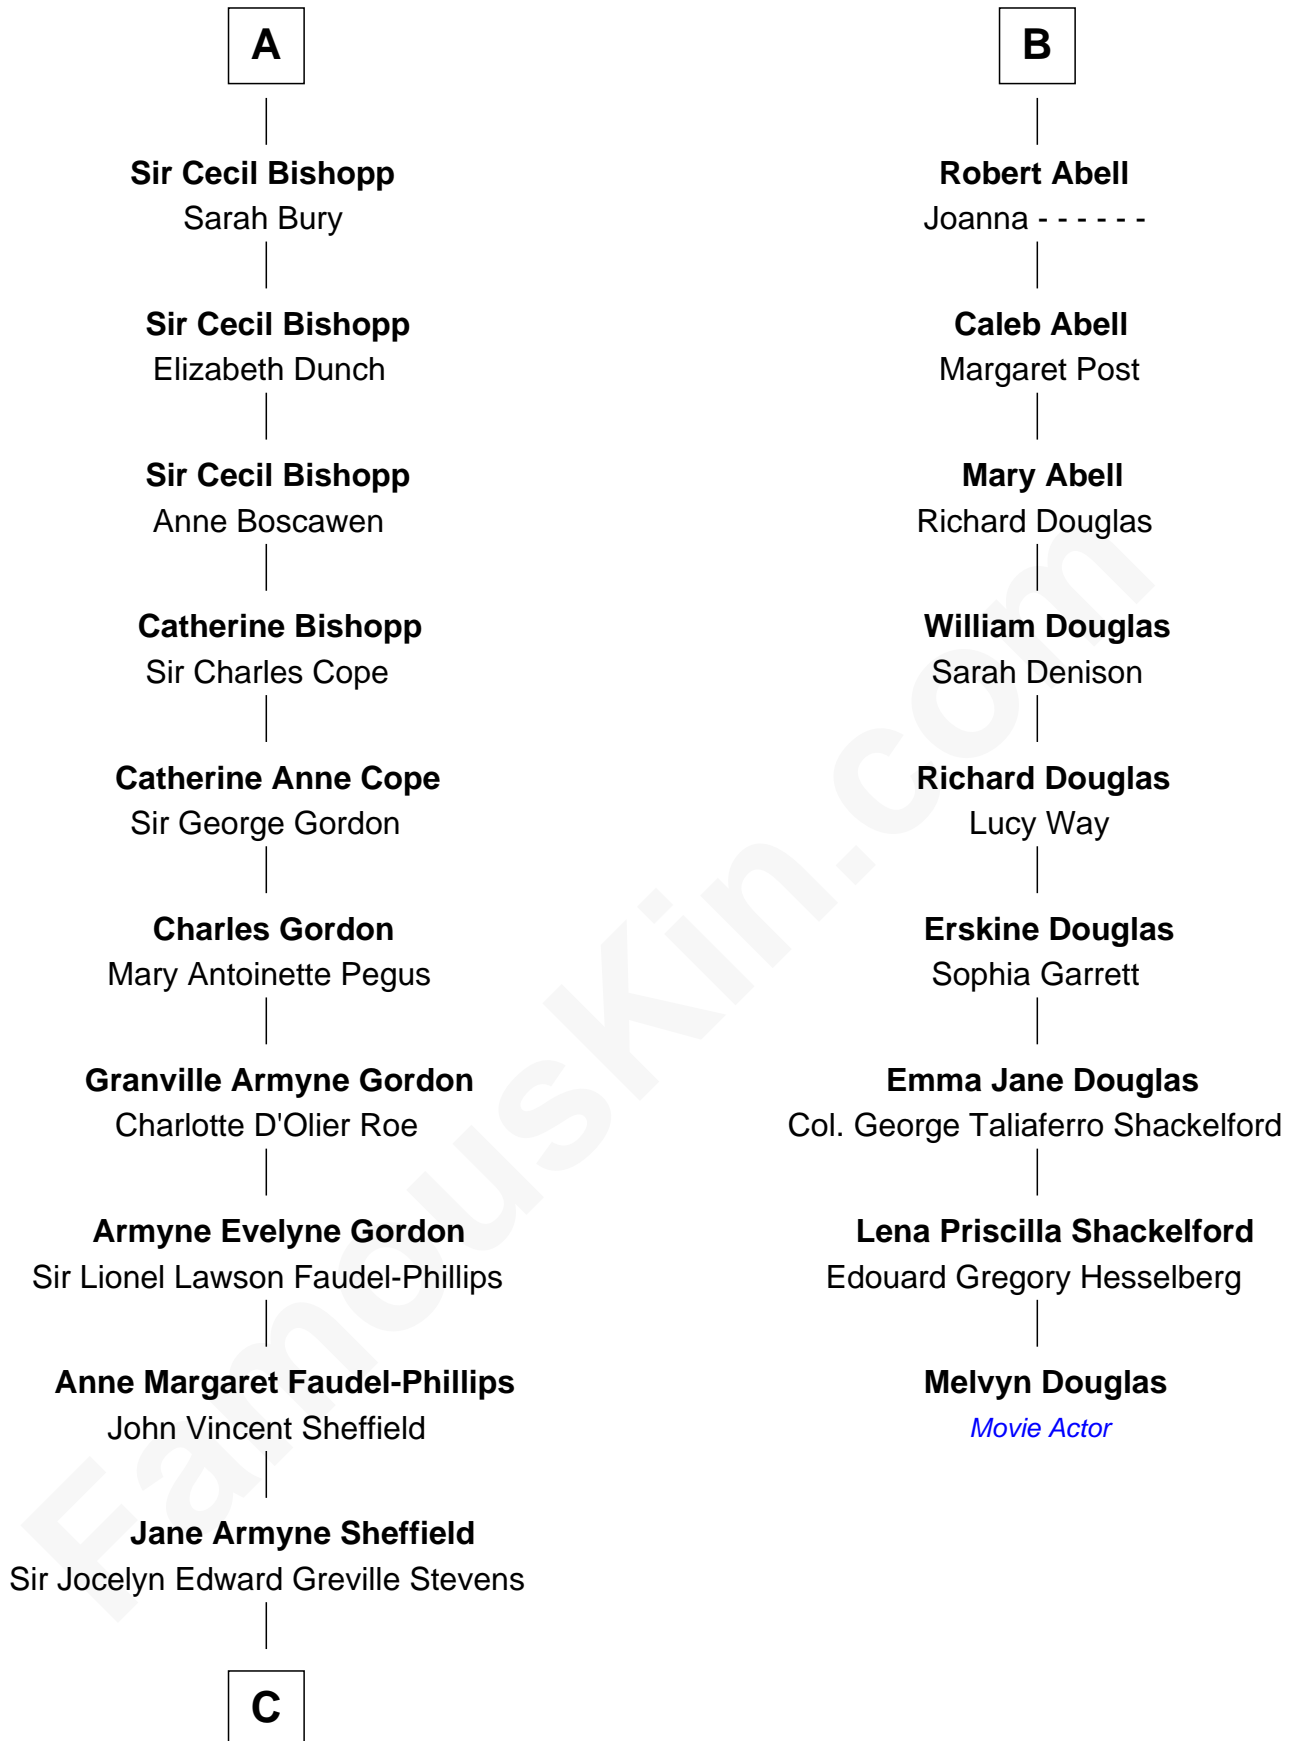 A
Sir Cecil Bishopp
Sarah Bury
Sir Cecil Bishopp
Elizabeth Dunch
Sir Cecil Bishopp
Anne Boscawen
Catherine Bishopp
Sir Charles Cope
Catherine Anne Cope
Sir George Gordon
Charles Gordon
Mary Antoinette Pegus
Granville Armyne Gordon
Charlotte D'Olier Roe
Armyne Evelyne Gordon
Sir Lionel Lawson Faudel-Phillips
Anne Margaret Faudel-Phillips
John Vincent Sheffield
Jane Armyne Sheffield
Sir Jocelyn Edward Greville Stevens
C
B
Robert Abell
Joanna - - - - - -
Caleb Abell
Margaret Post
Mary Abell
Richard Douglas
William Douglas
Sarah Denison
Richard Douglas
Lucy Way
Erskine Douglas
Sophia Garrett
Emma Jane Douglas
Col. George Taliaferro Shackelford
Lena Priscilla Shackelford
Edouard Gregory Hesselberg
Melvyn Douglas
Movie Actor
FamousKin.com